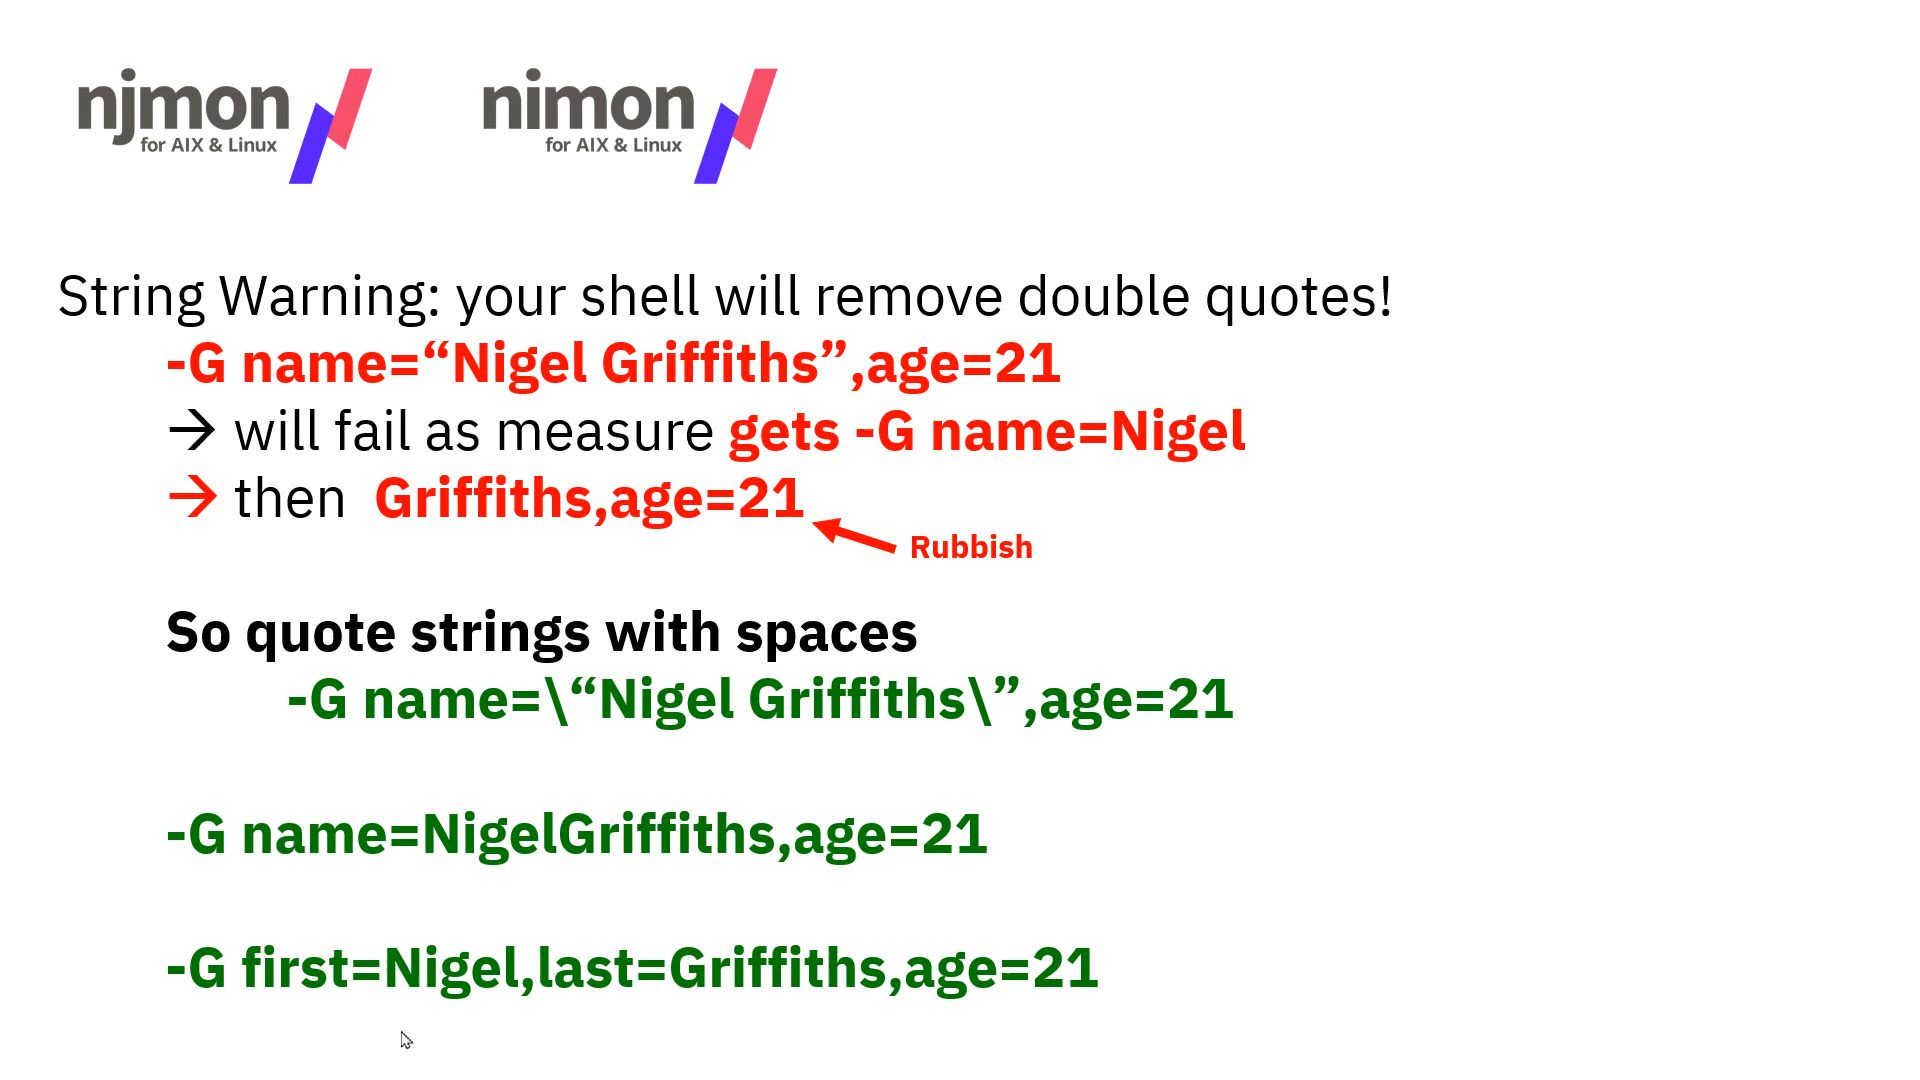 njmon
for AIX & Linux
nimon
for AIX & Linux
String Warning: your shell will remove double quotes!
-G name=“Nigel Griffiths”,age=21
→ will fail as measure gets -G name=Nigel
→ then  Griffiths,age=21
Rubbish
So quote strings with spaces
-G name=\“Nigel Griffiths\”,age=21
-G name=NigelGriffiths,age=21
-G first=Nigel,last=Griffiths,age=21